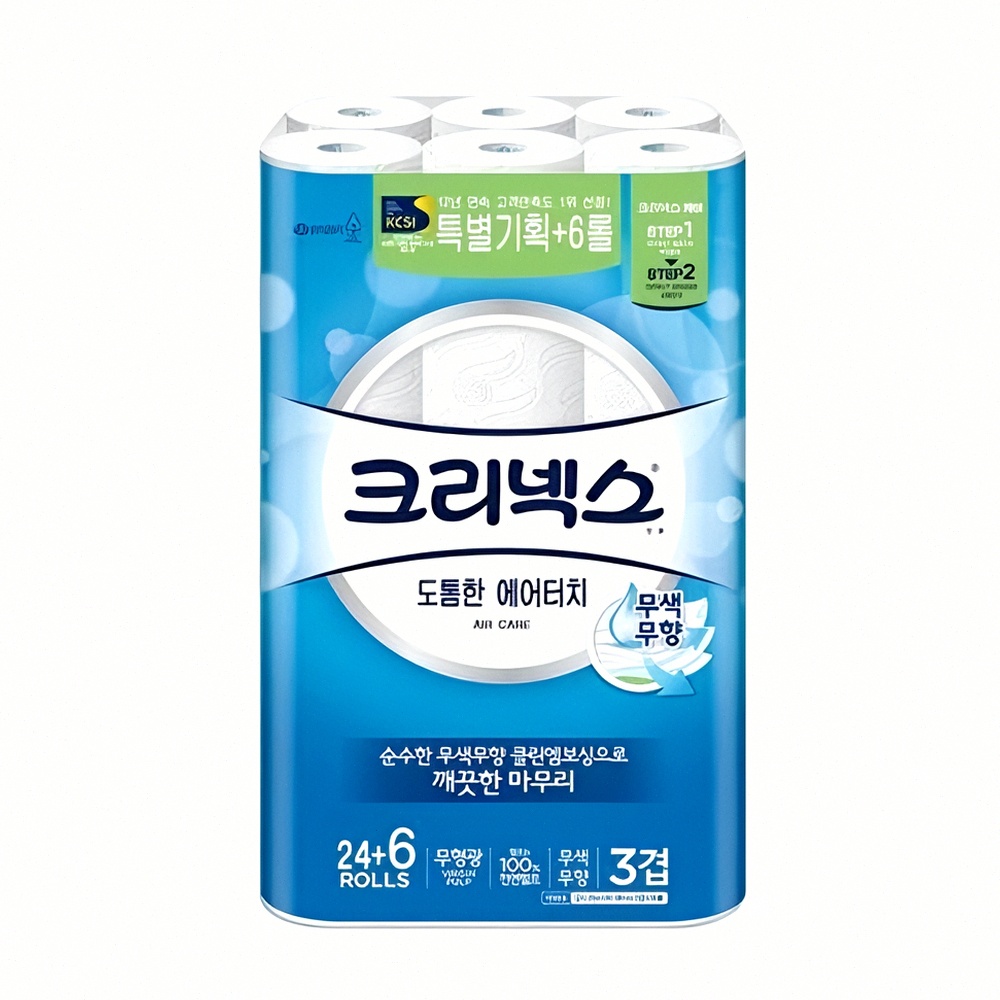 KCSI
특별기획+6롤
STEP1
STEP2
크리넥스
도톰한 에어터치
AIR CARE
무색
무향
순수한 무색무향 클린엠보싱으로
깨끗한 마무리
24+6
ROLLS
무형광
100%
무색
무향
3겹